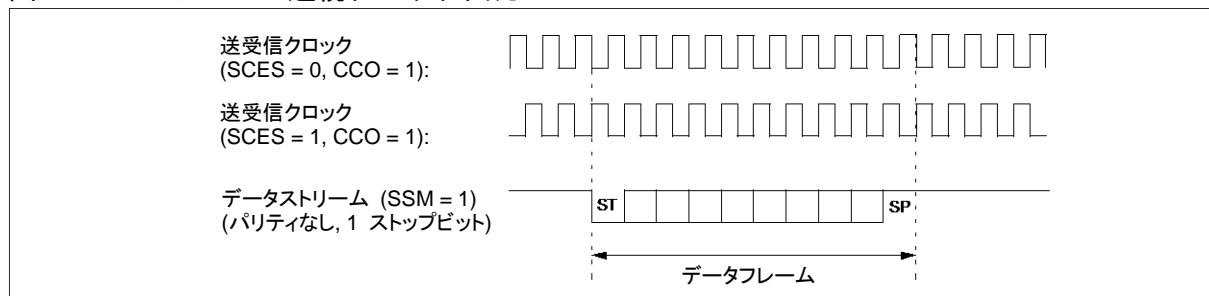 送受信クロック
(SCES = 0, CCO = 1):
送受信クロック
(SCES = 1, CCO = 1):
データストリーム (SSM = 1)
(パリティなし, 1 ストップビット)
ST
SP
データフレーム